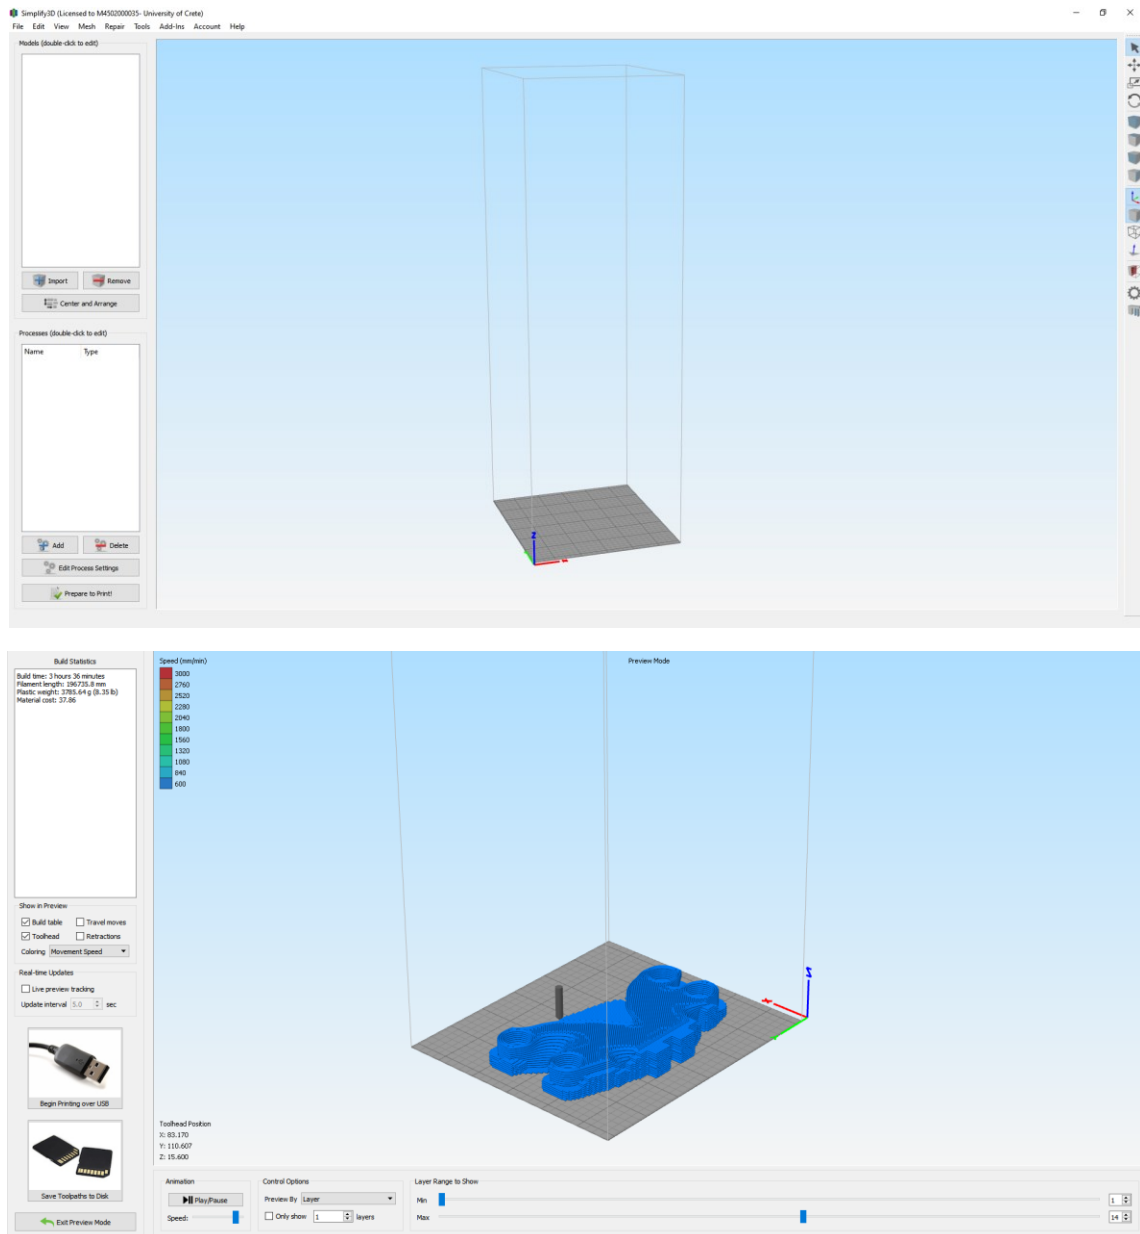 Simplify3D (Licensed to M4502000035- University of Crete)
File Edit View Mesh Repair Tools Add-Ins Account Help
Models (double-click to edit)
Import Remove
Center and Arrange
Processes (double-click to edit)
Name Type
Add Delete
Edit Process Settings
Prepare to Print!
Z
Build Statistics
Build time: 3 hours 36 minutes
Filament length: 196735.8 mm
Plastic weight: 3785.64 g (8.35 lb)
Material cost: 37.86
Speed (mm/min)
3000
2760
2520
2280
2040
1800
1560
1320
1080
840
600
Preview Mode
Show in Preview
Build table Travel moves
Toolhead Retractions
Coloring Movement Speed
Real-time Updates
Live preview tracking
Update interval 5.0 sec
Begin Printing over USB
Save Toolpaths to Disk
Exit Preview Mode
Z
X
Toolhead Position
X: 83.170
Y: 110.607
Z: 15.600
Animation
Play/Pause
Speed:
Control Options
Preview By Layer
Only show 1 layers
Layer Range to Show
Min 1
Max 14